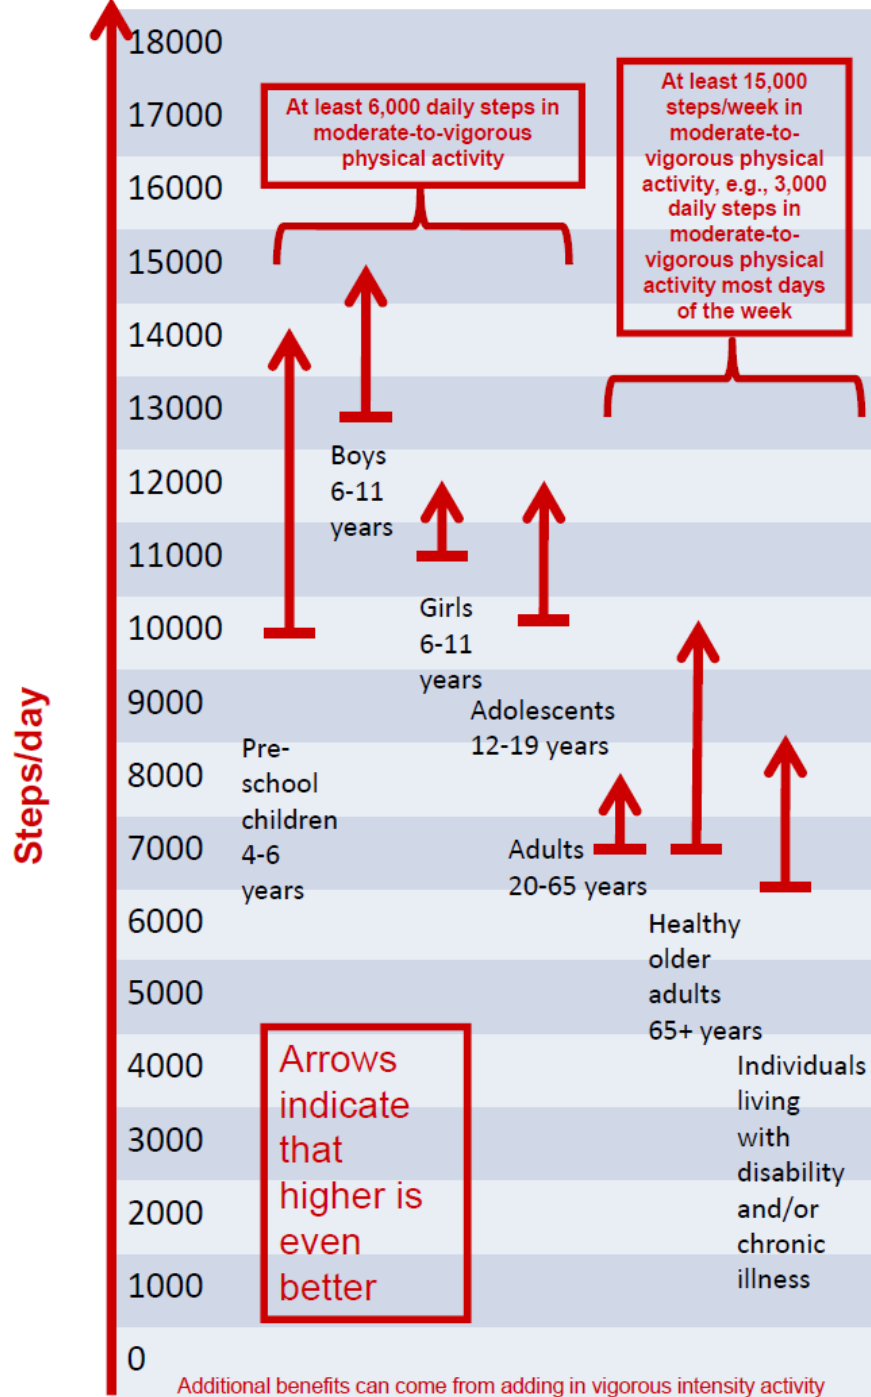 18000
17000
16000
15000
14000
13000
12000
11000
10000
9000
8000
7000
6000
5000
4000
3000
2000
1000
0
Steps/day
At least 6,000 daily steps in
moderate-to-vigorous
physical activity
At least 15,000
steps/week in
moderate-to-
vigorous physical
activity, e.g., 3,000
daily steps in
moderate-to-
vigorous physical
activity most days
of the week
Pre-
school
children
4-6
years
Boys
6-11
years
Girls
6-11
years
Adolescents
12-19 years
Adults
20-65 years
Healthy
older
adults
65+ years
Individuals
living
with
disability
and/or
chronic
illness
Arrows
indicate
that
higher is
even
better
Additional benefits can come from adding in vigorous intensity activity